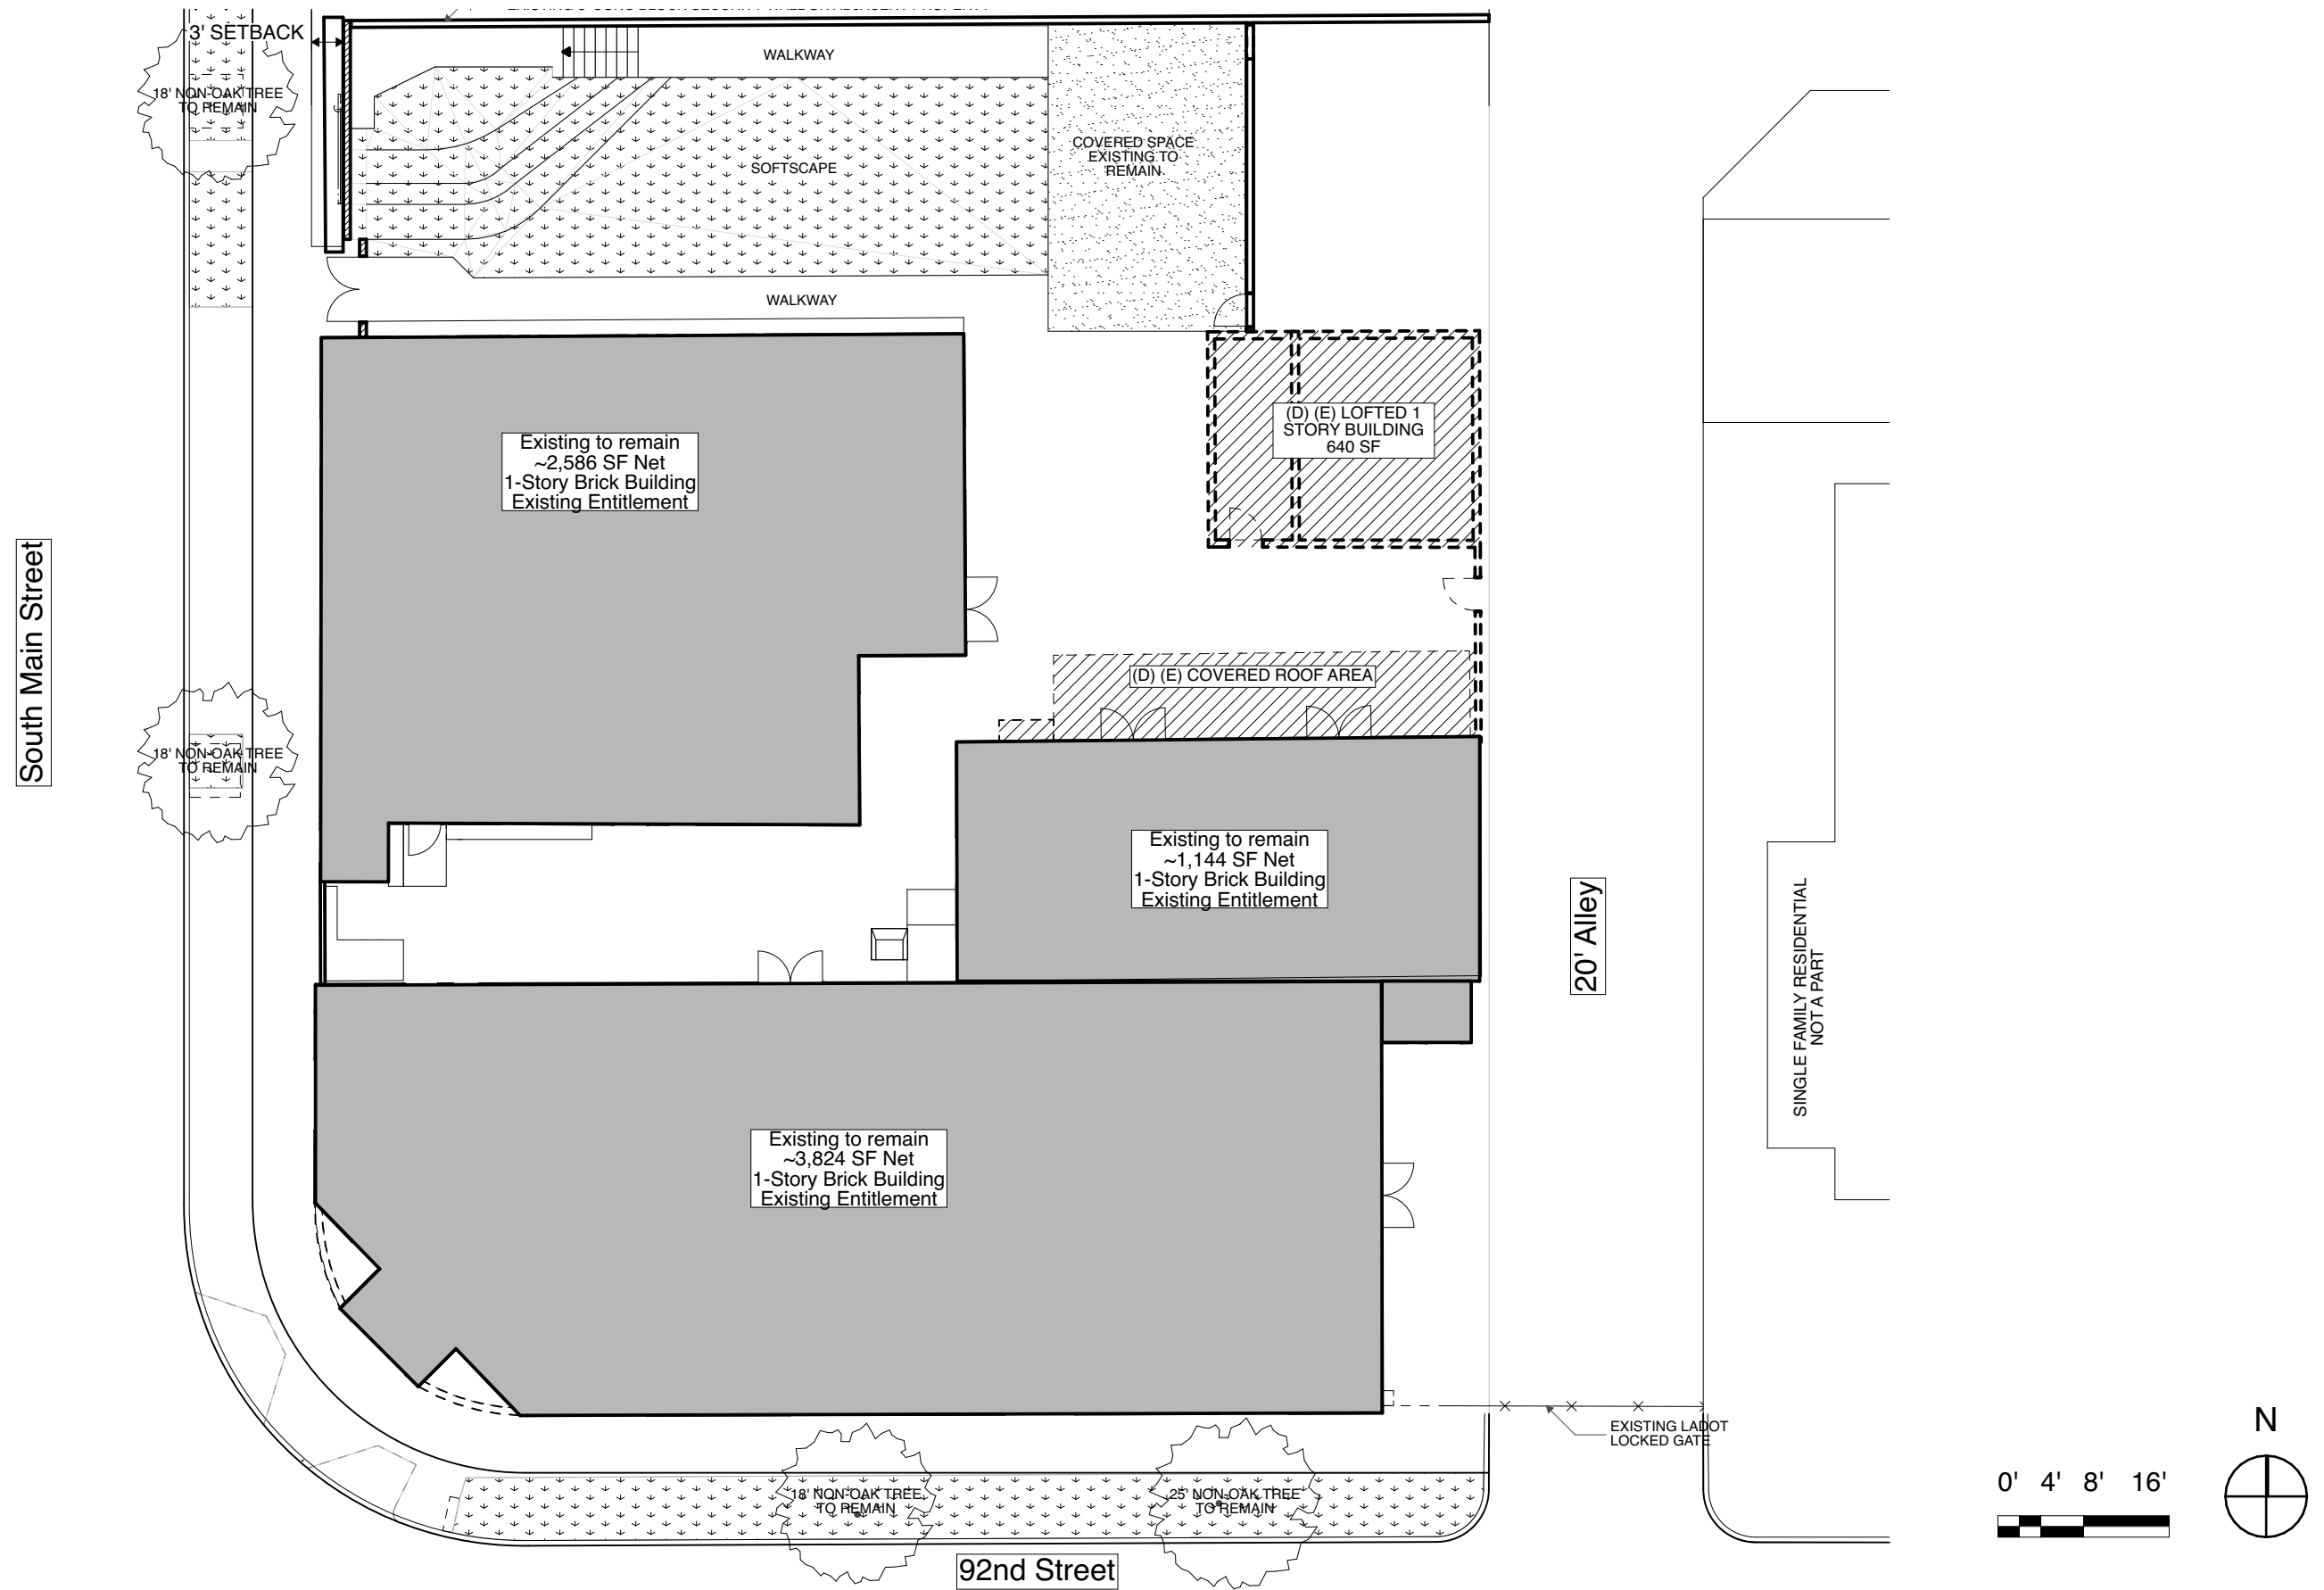 3' SETBACK
WALKWAY
18' NON-OAK TREE
TO REMAIN
COVERED SPACE
EXISTING TO
REMAIN
SOFTSCAPE
WALKWAY
(D) (E) LOFTED 1
STORY BUILDING
640 SF
Existing to remain
~2,586 SF Net
1-Story Brick Building
Existing Entitlement
South Main Street
(D) (E) COVERED ROOF AREA
18' NON-OAK TREE
TO REMAIN
Existing to remain
~1,144 SF Net
1-Story Brick Building
Existing Entitlement
20' Alley
SINGLE FAMILY RESIDENTIAL
NOT A PART
Existing to remain
~3,824 SF Net
1-Story Brick Building
Existing Entitlement
EXISTING LADOT
LOCKED GATE
N
0' 4' 8' 16'
18' NON-OAK TREE
TO REMAIN
25' NON-OAK TREE
TO REMAIN
92nd Street